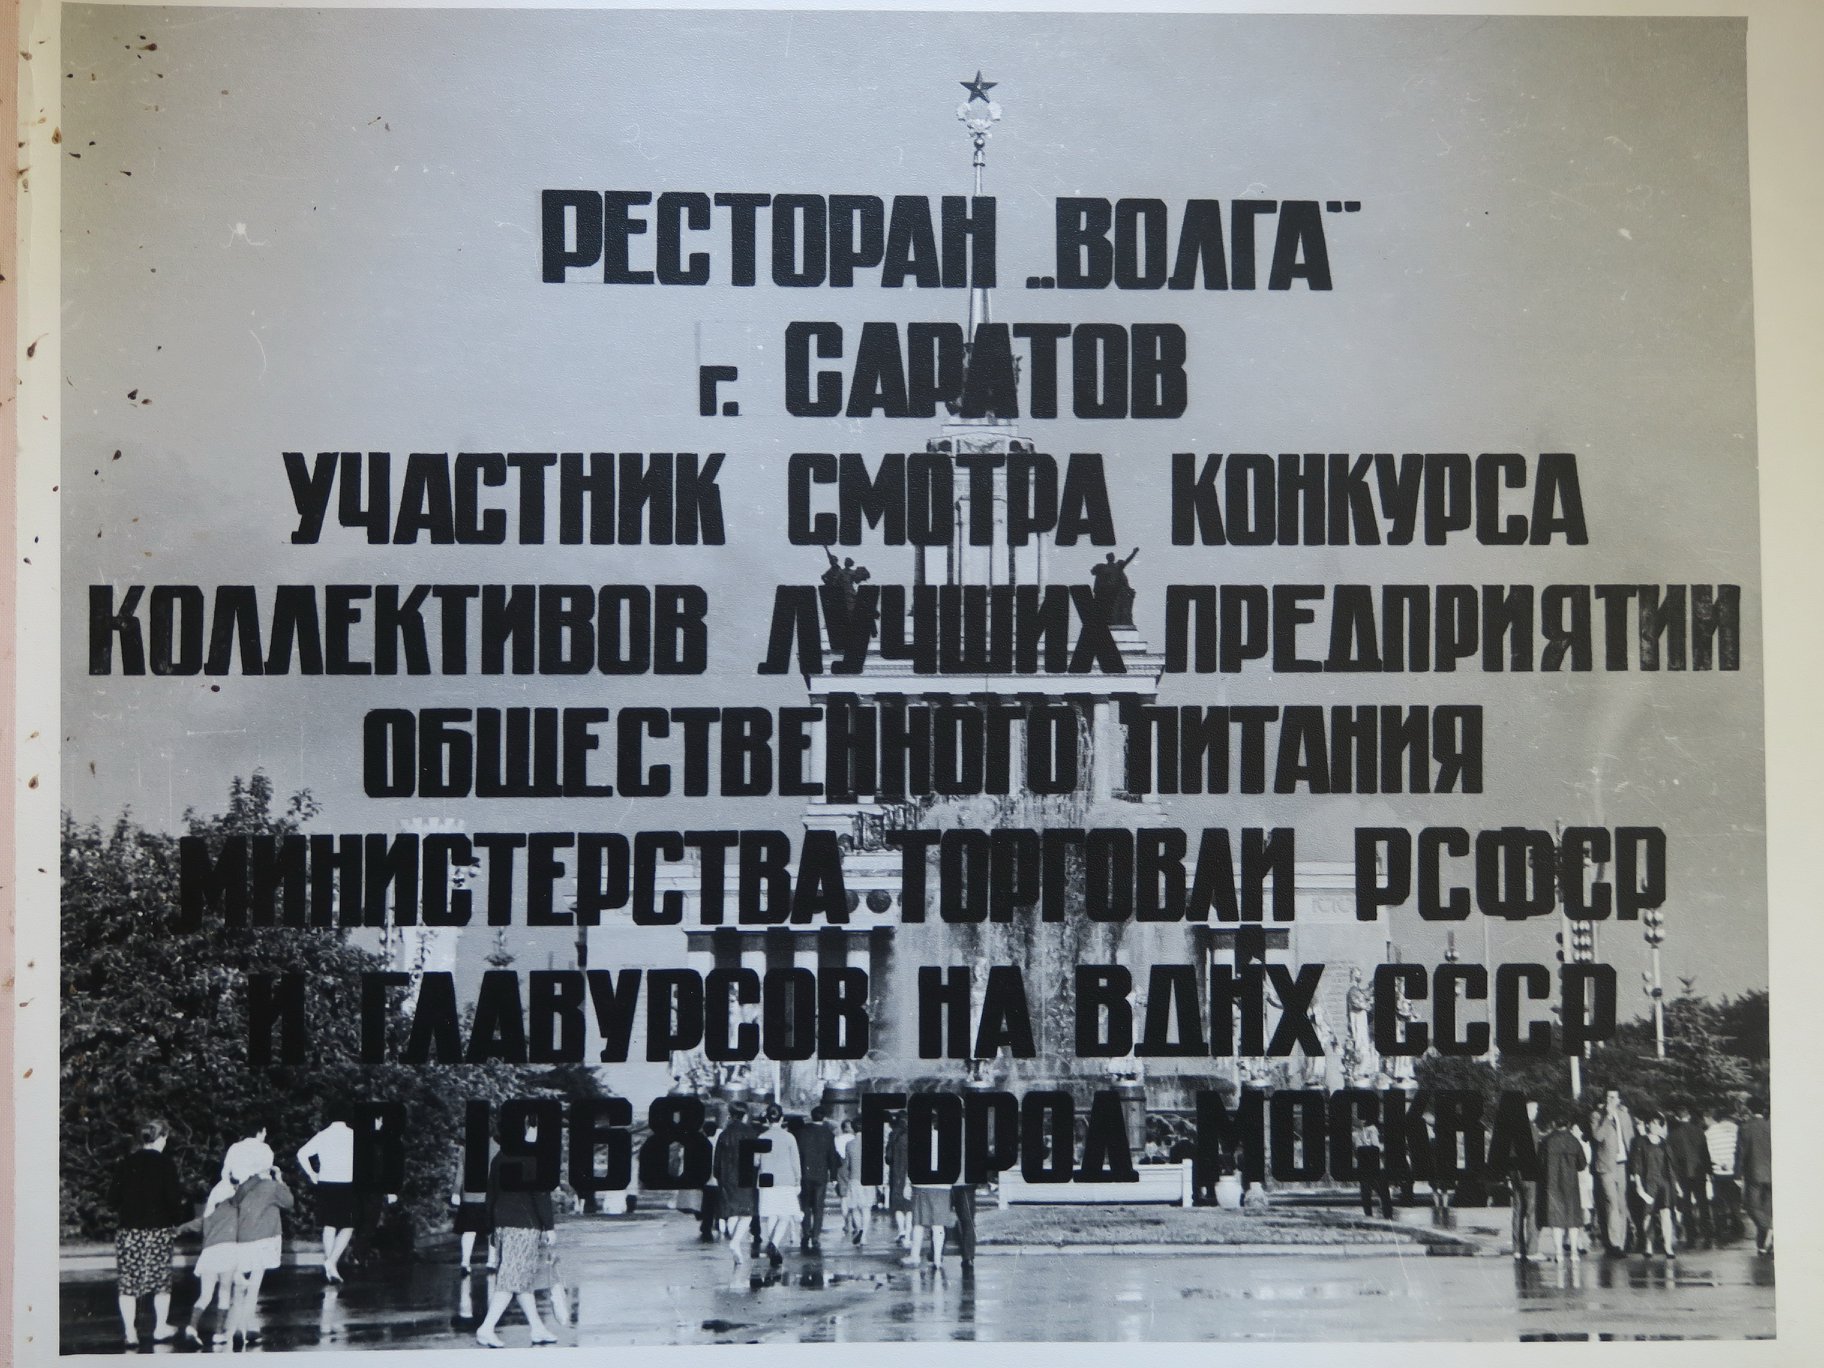 РЕСТОРАН „ВОЛГА“
г. САРАТОВ
УЧАСТНИК СМОТРА КОНКУРСА
КОЛЛЕКТИВОВ ЛУЧШИХ ПРЕДПРИЯТИИ
ОБЩЕСТВЕННОГО ПИТАНИЯ
МИНИСТЕРСТВА ТОРГОВЛИ РСФСР
И ГЛАВУРСОВ НА ВДНХ СССР
В 1968 г. ГОРОД МОСКВА